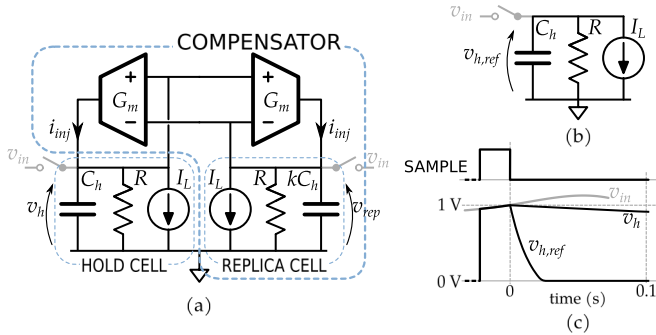 COMPENSATOR
+ +
G_m G_m
− −
i_inj i_inj
v_in v_in
C_h R I_L I_L R kC_h
v_h v_rep
HOLD CELL REPLICA CELL
(a)
v_in
C_h R I_L
v_h,ref
(b)
SAMPLE
v_in
1 V
v_h
v_h,ref
0 V
0 0.1
time (s)
(c)